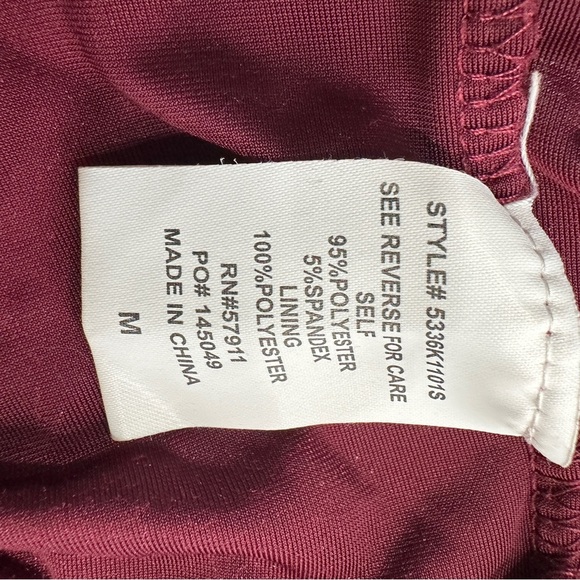 STYLE# 5336K1101S
SEE REVERSE FOR CARE
SELF
95%POLYESTER
5%SPANDEX
LINING
100%POLYESTER
RN#57911
PO# 145049
MADE IN CHINA
M